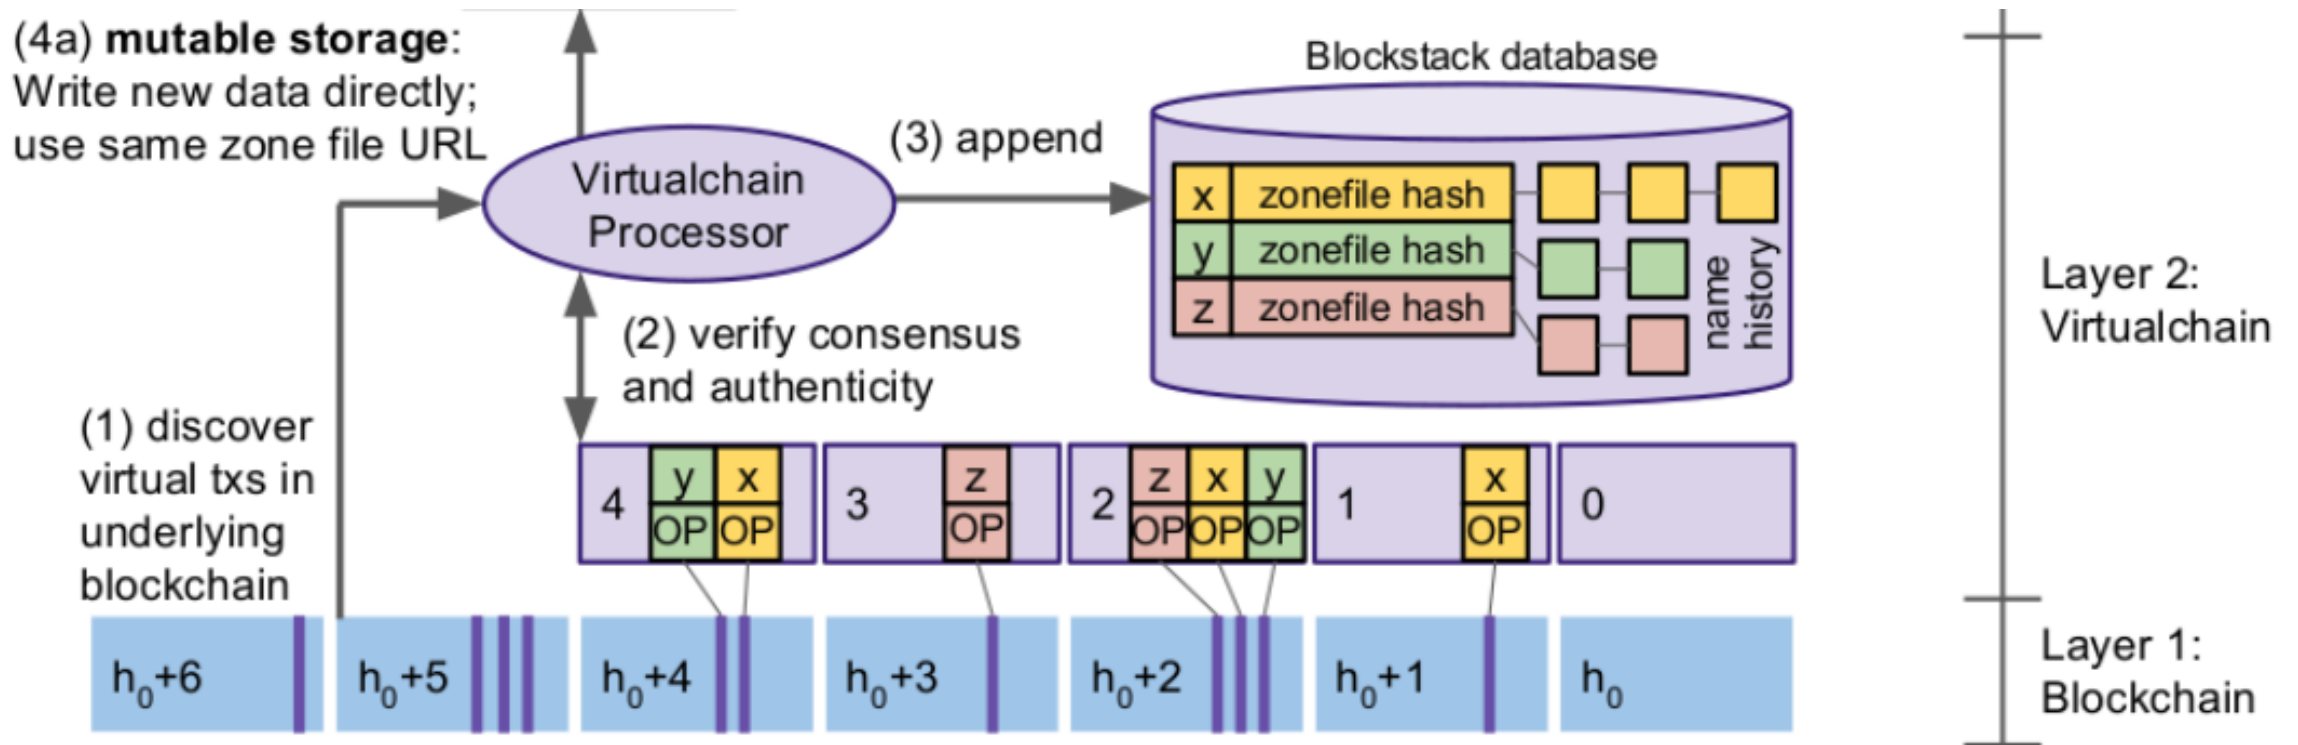 (4a) mutable storage:
Write new data directly;
use same zone file URL
Virtualchain
Processor
(3) append
Blockstack database
x zonefile hash
y zonefile hash
z zonefile hash
name
history
(2) verify consensus
and authenticity
(1) discover
virtual txs in
underlying
blockchain
4 y x
OP OP
3 z
OP
2 z x y
OP OP OP
1 x
OP
0
h0+6
h0+5
h0+4
h0+3
h0+2
h0+1
h0
Layer 2:
Virtualchain
Layer 1:
Blockchain